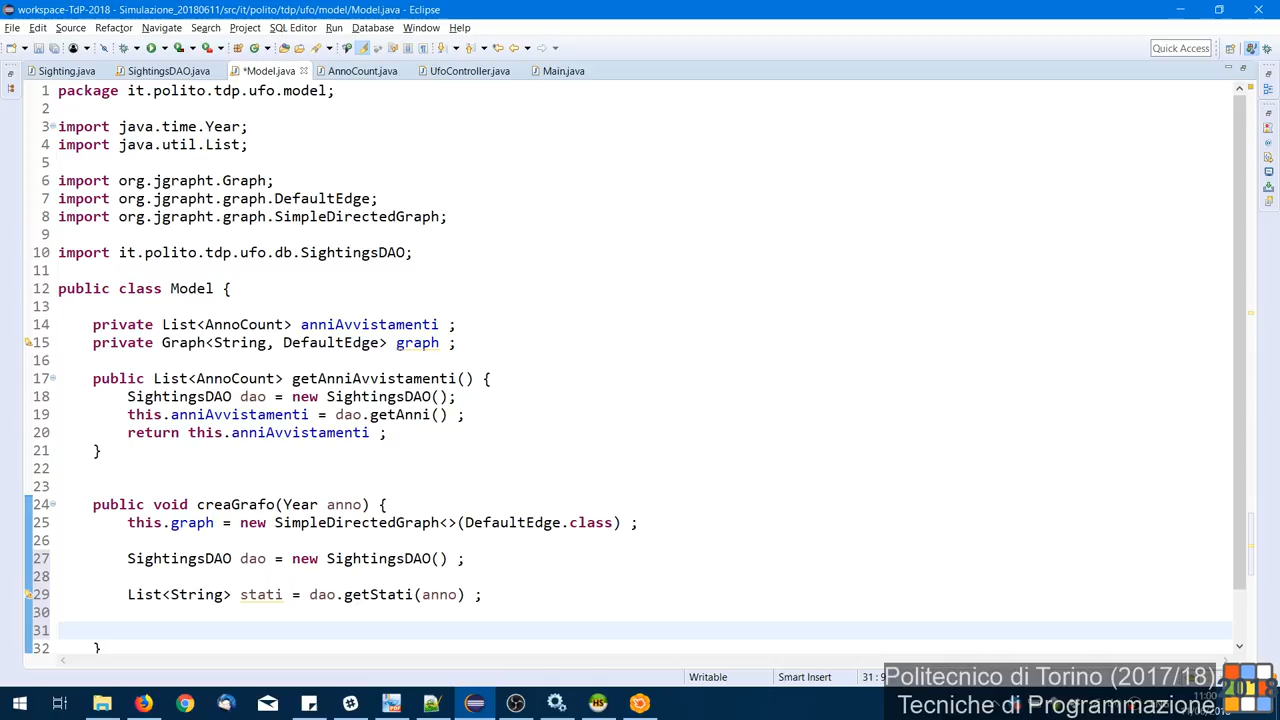 workspace-TdP-2018 - Simulazione_20180611/src/it/polito/tdp/ufo/model/Model.java - Eclipse
File Edit Source Refactor Navigate Search Project SQL Editor Run Database Window Help
Quick Access
Sighting.java SightingsDAO.java *Model.java AnnoCount.java UfoController.java Main.java
1 package it.polito.tdp.ufo.model;
2
3 import java.time.Year;
4 import java.util.List;
5
6 import org.jgrapht.Graph;
7 import org.jgrapht.graph.DefaultEdge;
8 import org.jgrapht.graph.SimpleDirectedGraph;
9
10 import it.polito.tdp.ufo.db.SightingsDAO;
11
12 public class Model {
13
14 private List<AnnoCount> anniAvvistamenti ;
15 private Graph<String, DefaultEdge> graph ;
16
17 public List<AnnoCount> getAnniAvvistamenti() {
18 SightingsDAO dao = new SightingsDAO();
19 this.anniAvvistamenti = dao.getAnni() ;
20 return this.anniAvvistamenti ;
21 }
22
23
24 public void creaGrafo(Year anno) {
25 this.graph = new SimpleDirectedGraph<>(DefaultEdge.class) ;
26
27 SightingsDAO dao = new SightingsDAO() ;
28
29 List<String> stati = dao.getStati(anno) ;
30
31
32 }
Writable Smart Insert 31 : 9
Politecnico di Torino (2017/18)
Tecniche di Programmazione
2018
11:00